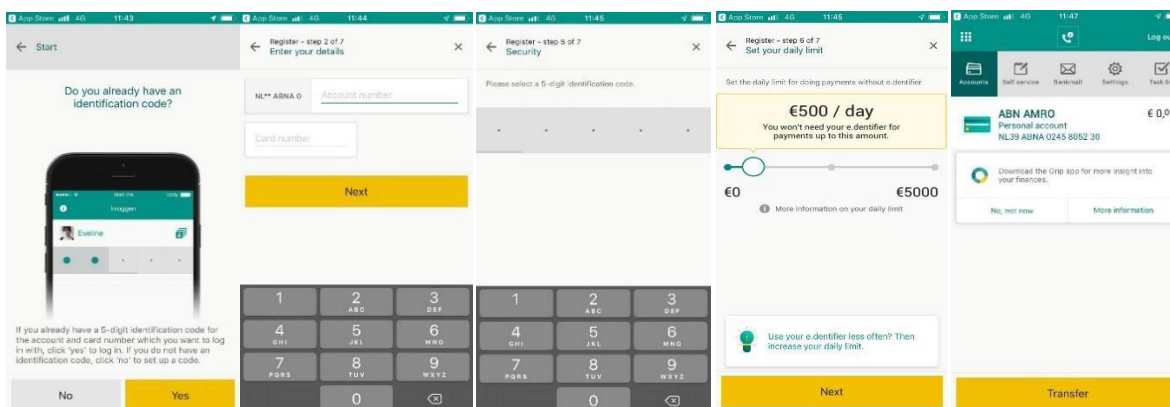 App Store 4G 11:43
Start
Do you already have an
identification code?
Inloggen
Eveline
If you already have a 5-digit identification code for
the account and card number which you want to log
in with, click 'yes' to log in. If you do not have an
identification code, click 'no' to set up a code.
No Yes
App Store 4G 11:44
Register - step 2 of 7
Enter your details
NL** ABNA 0 Account number
Card number
Next
1 2 3
ABC DEF
4 5 6
GHI JKL MNO
7 8 9
PQRS TUV WXYZ
0
App Store 4G 11:45
Register - step 5 of 7
Security
Please select a 5-digit identification code.
1 2 3
ABC DEF
4 5 6
GHI JKL MNO
7 8 9
PQRS TUV WXYZ
0
App Store 4G 11:45
Register - step 6 of 7
Set your daily limit
Set the daily limit for doing payments without e.dentifier
€500 / day
You won't need your e.dentifier for
payments up to this amount.
€0 €5000
More information on your daily limit
Use your e.dentifier less often? Then
increase your daily limit.
Next
App Store 4G 11:47
Log ou
Accounts Self service Bankmail Settings Task li
ABN AMRO € 0,0
Personal account
NL39 ABNA 0245 8052 30
Download the Grip app for more insight into
your finances.
No, not now More information
Transfer